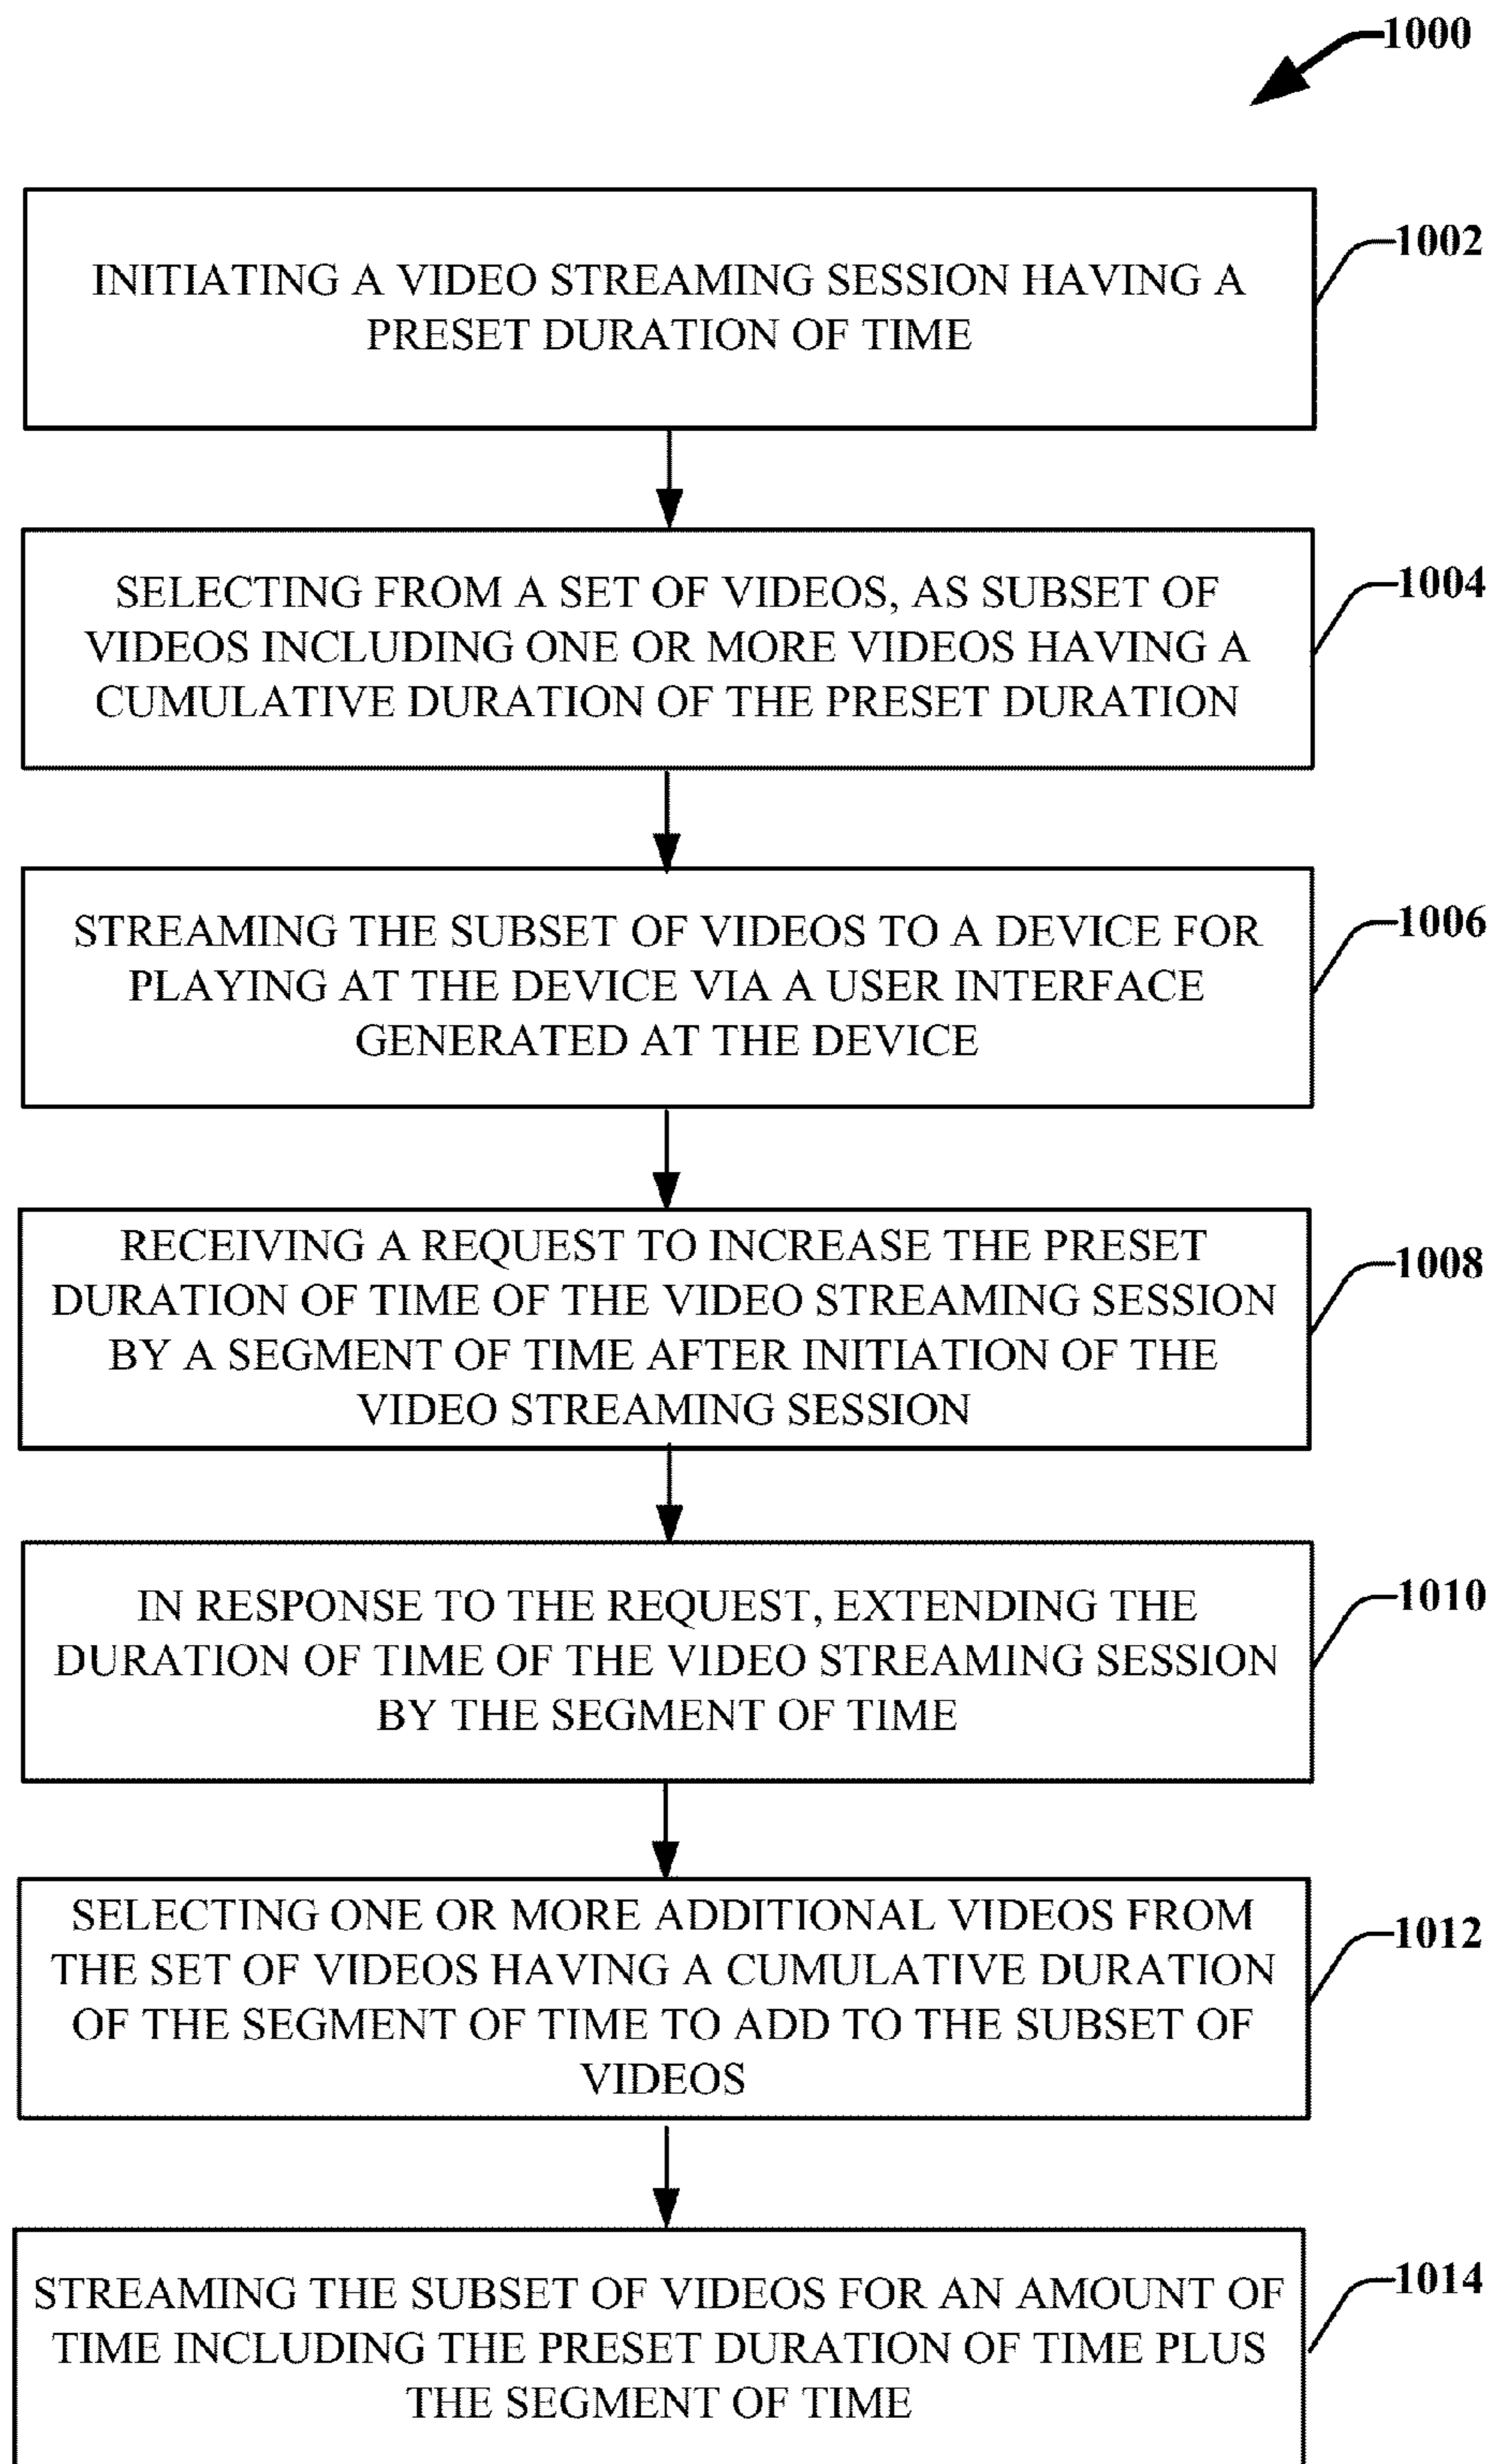 1000
INITIATING A VIDEO STREAMING SESSION HAVING A
PRESET DURATION OF TIME
1002
SELECTING FROM A SET OF VIDEOS, AS SUBSET OF
VIDEOS INCLUDING ONE OR MORE VIDEOS HAVING A
CUMULATIVE DURATION OF THE PRESET DURATION
1004
STREAMING THE SUBSET OF VIDEOS TO A DEVICE FOR
PLAYING AT THE DEVICE VIA A USER INTERFACE
GENERATED AT THE DEVICE
1006
RECEIVING A REQUEST TO INCREASE THE PRESET
DURATION OF TIME OF THE VIDEO STREAMING SESSION
BY A SEGMENT OF TIME AFTER INITIATION OF THE
VIDEO STREAMING SESSION
1008
IN RESPONSE TO THE REQUEST, EXTENDING THE
DURATION OF TIME OF THE VIDEO STREAMING SESSION
BY THE SEGMENT OF TIME
1010
SELECTING ONE OR MORE ADDITIONAL VIDEOS FROM
THE SET OF VIDEOS HAVING A CUMULATIVE DURATION
OF THE SEGMENT OF TIME TO ADD TO THE SUBSET OF
VIDEOS
1012
STREAMING THE SUBSET OF VIDEOS FOR AN AMOUNT OF
TIME INCLUDING THE PRESET DURATION OF TIME PLUS
THE SEGMENT OF TIME
1014